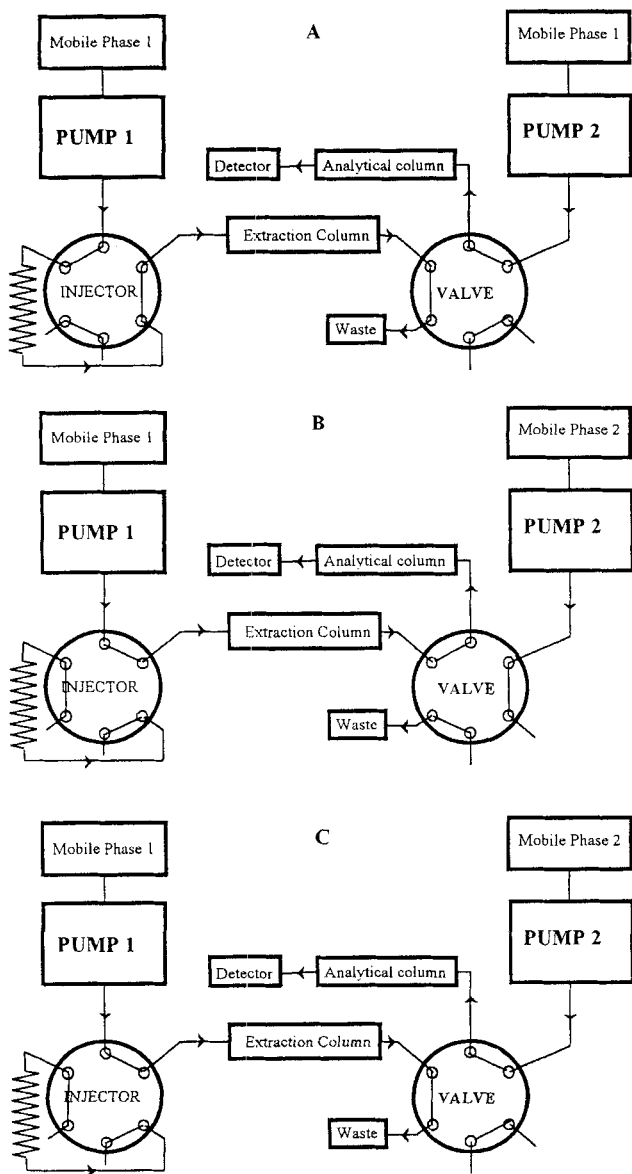 A
Mobile Phase 1
Mobile Phase 1
PUMP 1
PUMP 2
Detector
Analytical column
Extraction Column
INJECTOR
VALVE
Waste
B
Mobile Phase 1
Mobile Phase 2
PUMP 1
PUMP 2
Detector
Analytical column
Extraction Column
INJECTOR
VALVE
Waste
C
Mobile Phase 1
Mobile Phase 2
PUMP 1
PUMP 2
Detector
Analytical column
Extraction Column
INJECTOR
VALVE
Waste